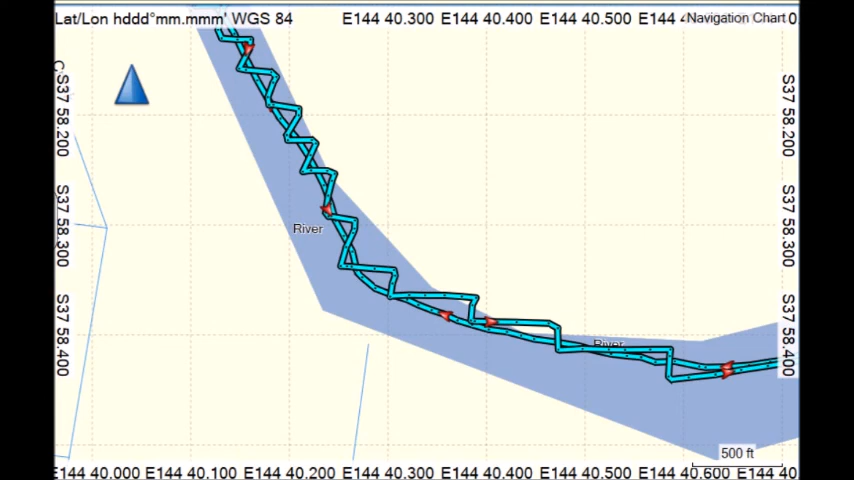 Lat/Lon hddd°mm.mmm' WGS 84 E144 40.300 E144 40.400 E144 40.500 E144
Navigation Chart
S37 58.200
S37 58.200
S37 58.300
S37 58.300
River
S37 58.400
S37 58.400
River
500 ft
E144 40.000 E144 40.100 E144 40.200 E144 40.300 E144 40.400 E144 40.500 E144 40.600 E144 40